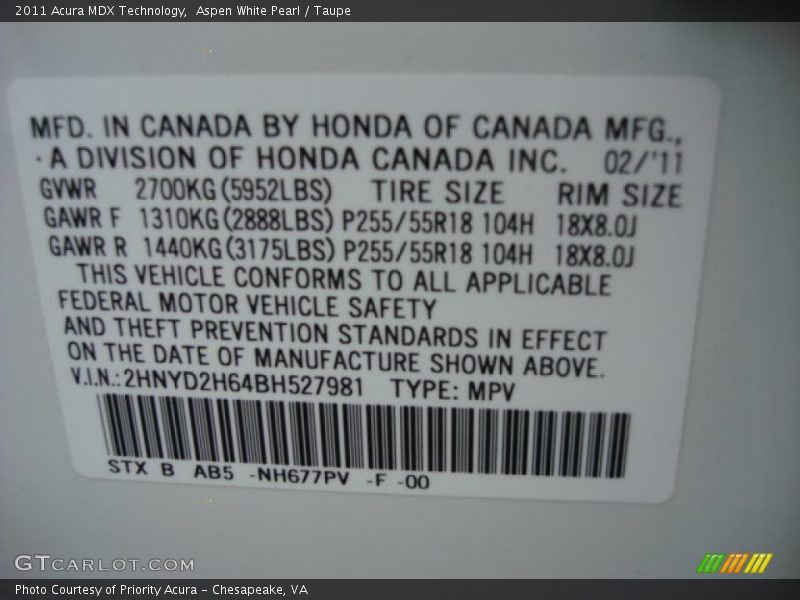 2011 Acura MDX Technology,  Aspen White Pearl / Taupe
MFD. IN CANADA BY HONDA OF CANADA MFG.,
A DIVISION OF HONDA CANADA INC. 02/'11
GVWR 2700KG(5952LBS) TIRE SIZE RIM SIZE
GAWR F 1310KG(2888LBS) P255/55R18 104H 18X8.0J
GAWR R 1440KG(3175LBS) P255/55R18 104H 18X8.0J
THIS VEHICLE CONFORMS TO ALL APPLICABLE
FEDERAL MOTOR VEHICLE SAFETY
AND THEFT PREVENTION STANDARDS IN EFFECT
ON THE DATE OF MANUFACTURE SHOWN ABOVE.
V.I.N.:2HNYD2H64BH527981 TYPE: MPV
STX B AB5 -NH677PV -F -00
GTCARLOT.COM
Photo Courtesy of Priority Acura – Chesapeake, VA